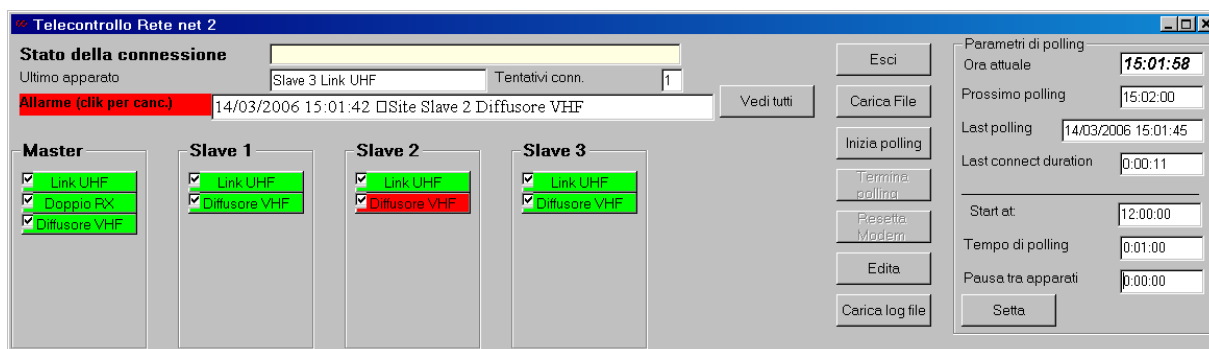 Telecontrollo Rete net 2
Stato della connessione
Ultimo apparato
Slave 3 Link UHF
Tentativi conn.
1
Allarme (clik per canc.)
14/03/2006 15:01:42 □Site Slave 2 Diffusore VHF
Vedi tutti
Master
Link UHF
Doppio RX
Diffusore VHF
Slave 1
Link UHF
Diffusore VHF
Slave 2
Link UHF
Diffusore VHF
Slave 3
Link UHF
Diffusore VHF
Esci
Carica File
Inizia polling
Termina
polling
Resetta
Modem
Edita
Carica log file
Parametri di polling
Ora attuale
15:01:58
Prossimo polling
15:02:00
Last polling
14/03/2006 15:01:45
Last connect duration
0:00:11
Start at:
12:00:00
Tempo di polling
0:01:00
Pausa tra apparati
0:00:00
Setta